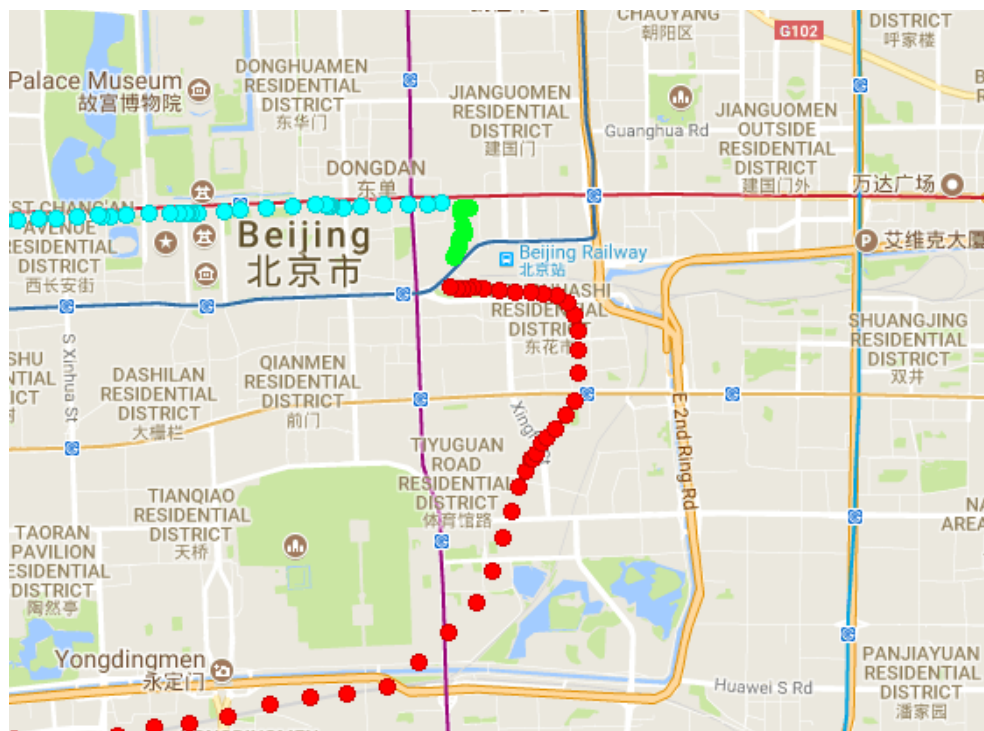 CHAOYANG
朝阳区
G102
DISTRICT
呼家楼
Palace Museum
故宫博物院
DONGHUAMEN
RESIDENTIAL
DISTRICT
东华门
JIANGUOMEN
RESIDENTIAL
DISTRICT
建国门
Guanghua Rd
JIANGUOMEN
OUTSIDE
RESIDENTIAL
DISTRICT
建国门外
DONGDAN
东单
万达广场
ST CHANG'AN
AVENUE
RESIDENTIAL
DISTRICT
西长安街
Beijing
北京市
Beijing Railway
北京站
艾维克大厦
RESIDENTIAL
DISTRICT
东花市
SHUANGJING
RESIDENTIAL
DISTRICT
双井
S Xinhua St
QIANMEN
RESIDENTIAL
DISTRICT
前门
DASHILAN
RESIDENTIAL
DISTRICT
大栅栏
E 2nd Ring Rd
TIYUGUAN
ROAD
RESIDENTIAL
DISTRICT
体育馆路
TIANQIAO
RESIDENTIAL
DISTRICT
天桥
TAORAN
PAVILION
RESIDENTIAL
DISTRICT
陶然亭
AREA
Yongdingmen
永定门
Huawei S Rd
PANJIAYUAN
RESIDENTIAL
DISTRICT
潘家园